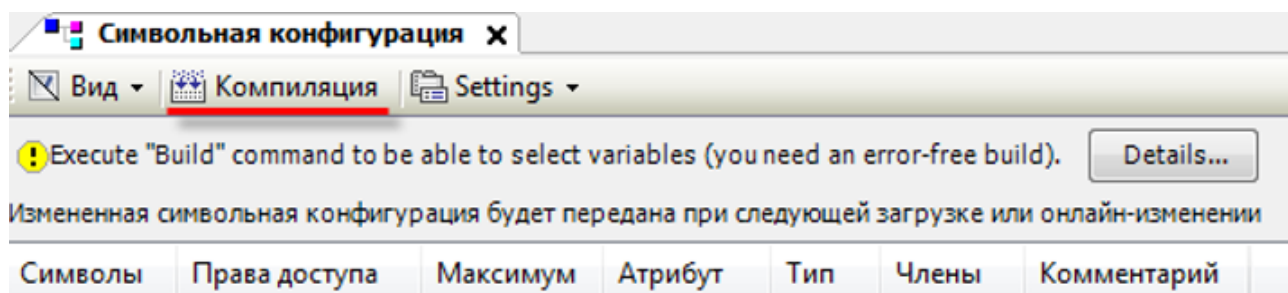 Символьная конфигурация
Вид Компиляция Settings
Execute "Build" command to be able to select variables (you need an error-free build). Details...
Измененная символьная конфигурация будет передана при следующей загрузке или онлайн-изменении
Символы Права доступа Максимум Атрибут Тип Члены Комментарий